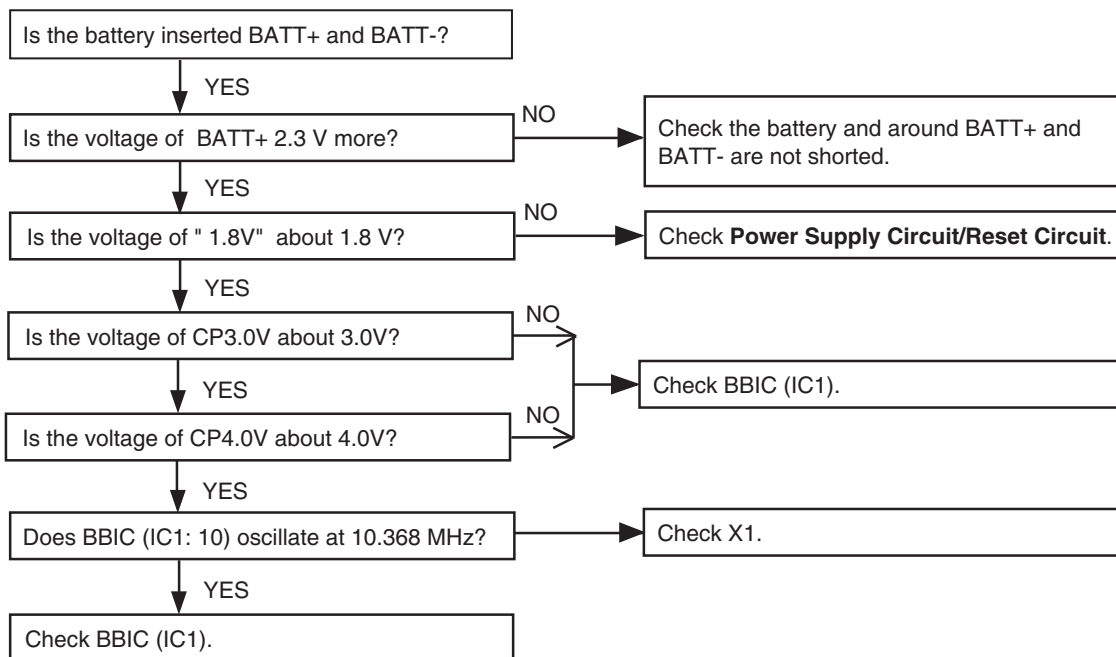 Is the battery inserted BATT+ and BATT-?
YES
Is the voltage of BATT+ 2.3 V more?
NO
Check the battery and around BATT+ and
BATT- are not shorted.
YES
Is the voltage of " 1.8V" about 1.8 V?
NO
Check Power Supply Circuit/Reset Circuit.
YES
Is the voltage of CP3.0V about 3.0V?
NO
Check BBIC (IC1).
YES
Is the voltage of CP4.0V about 4.0V?
NO
YES
Does BBIC (IC1: 10) oscillate at 10.368 MHz?
Check X1.
YES
Check BBIC (IC1).